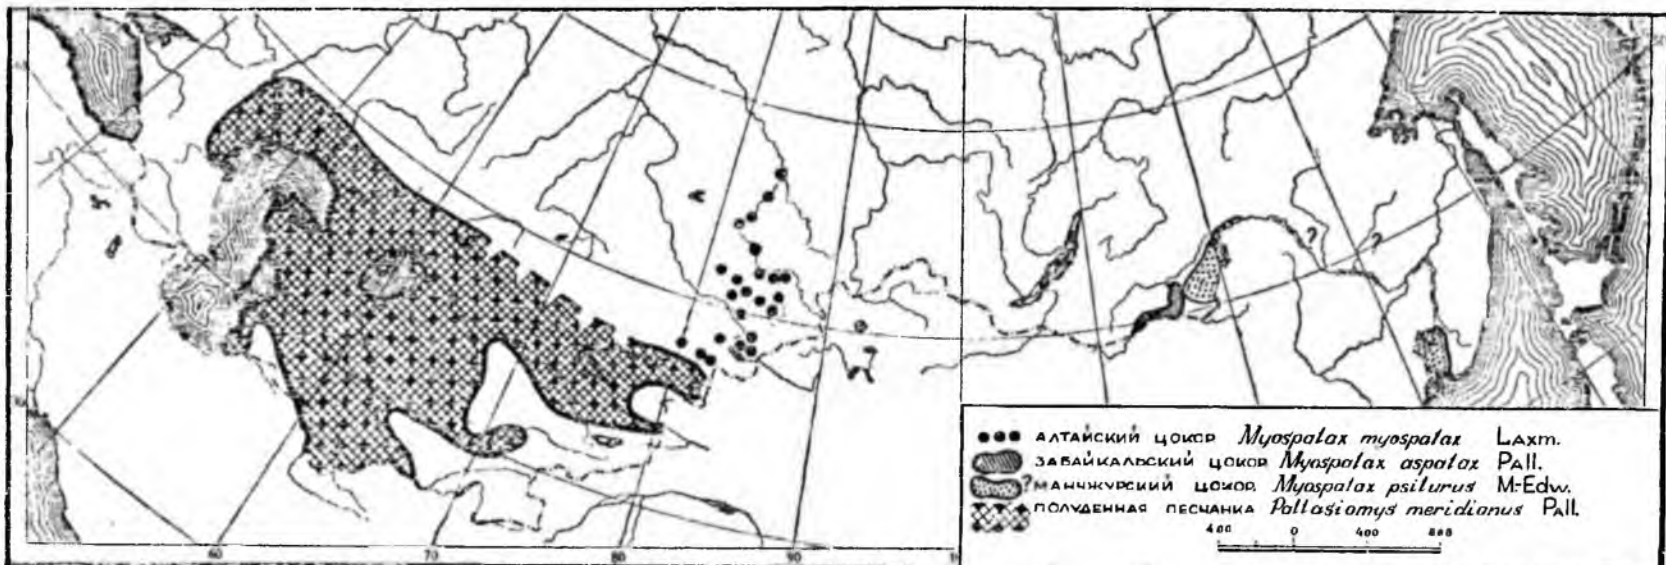 ?
?
●●● АЛТАЙСКИЙ ЦОКОР Myospalax myospalax LAXM.
ЗАБАЙКАЛЬСКИЙ ЦОКОР Myospalax aspalax PALL.
? МАНЧЖУРСКИЙ ЦОКОР Myospalax psilurus M-EDW.
ПОЛУДЕННАЯ ПЕСЧАНКА Pallasiomys meridianus PALL.
400 0 400 800
60 70 80 90